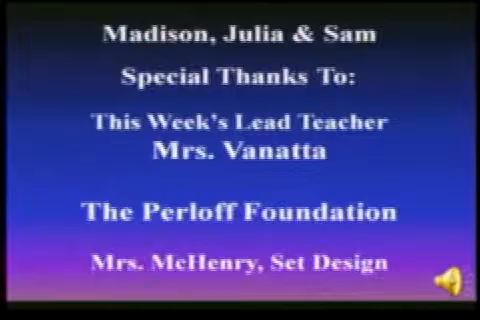 Madison, Julia & Sam
Special Thanks To:
This Week's Lead Teacher
Mrs. Vanatta
The Perloff Foundation
Mrs. McHenry, Set Design